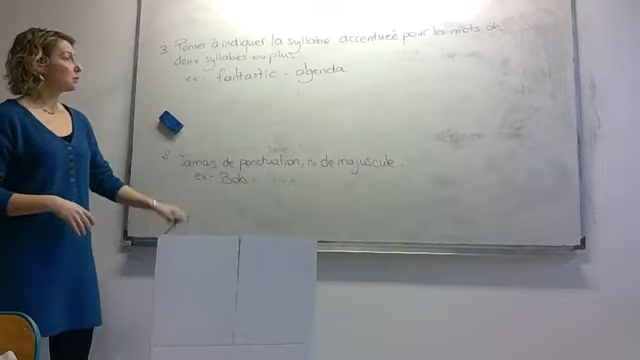 3 Penser à indiquer la syllabe accentuée pour les mots de
deux syllabes ou plus
ex: fantastic - agenda
Jamais de ponctuation, ni de majuscule.
ex: Bob